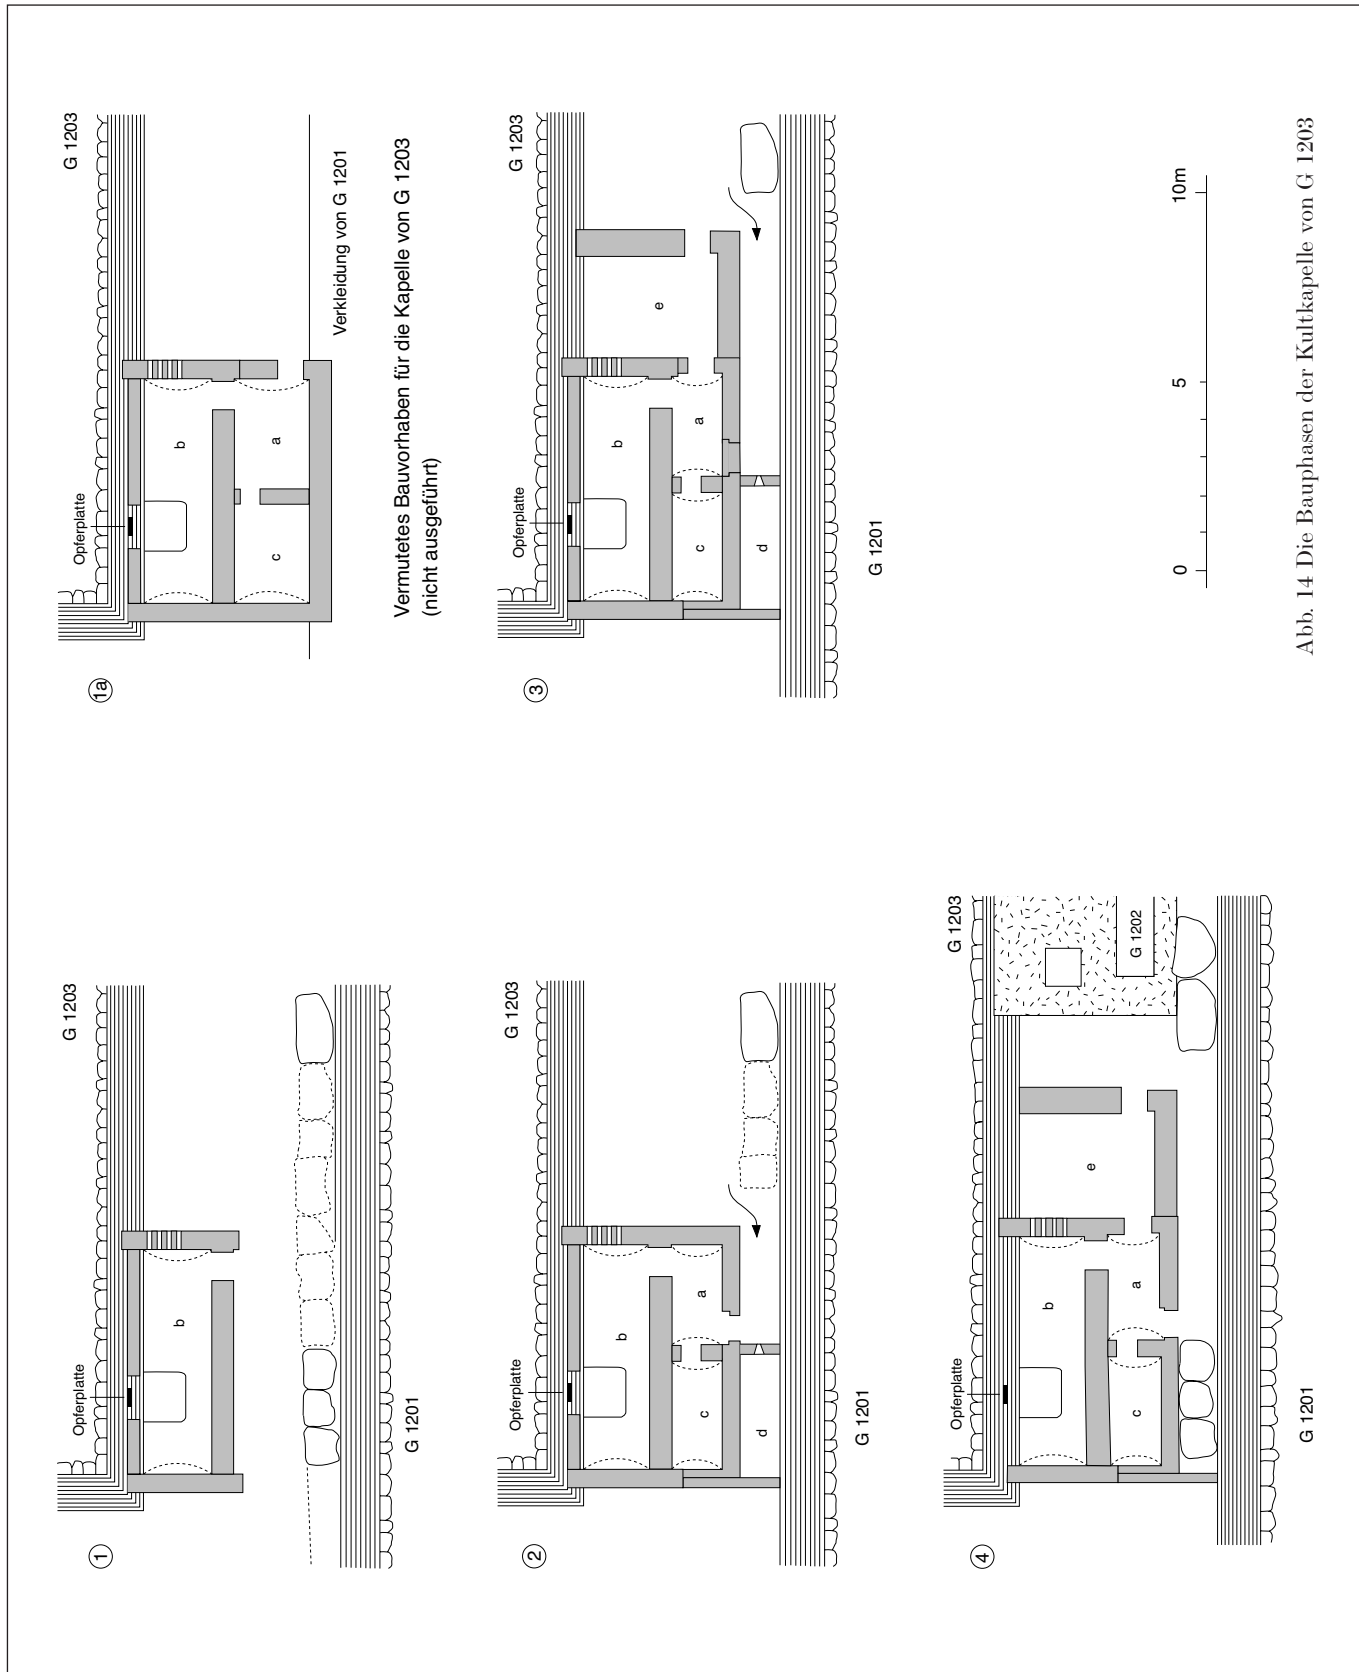 1
G 1203
Opferplatte
b
G 1201
1a
G 1203
Opferplatte
b
a
c
Verkleidung von G 1201
Vermutetes Bauvorhaben für die Kapelle von G 1203
(nicht ausgeführt)
2
G 1203
Opferplatte
b
a
c
d
G 1201
3
G 1203
Opferplatte
b
e
a
c
d
G 1201
4
G 1203
Opferplatte
b
e
a
c
G 1202
G 1201
0 5 10m
Abb. 14 Die Bauphasen der Kultkapelle von G 1203